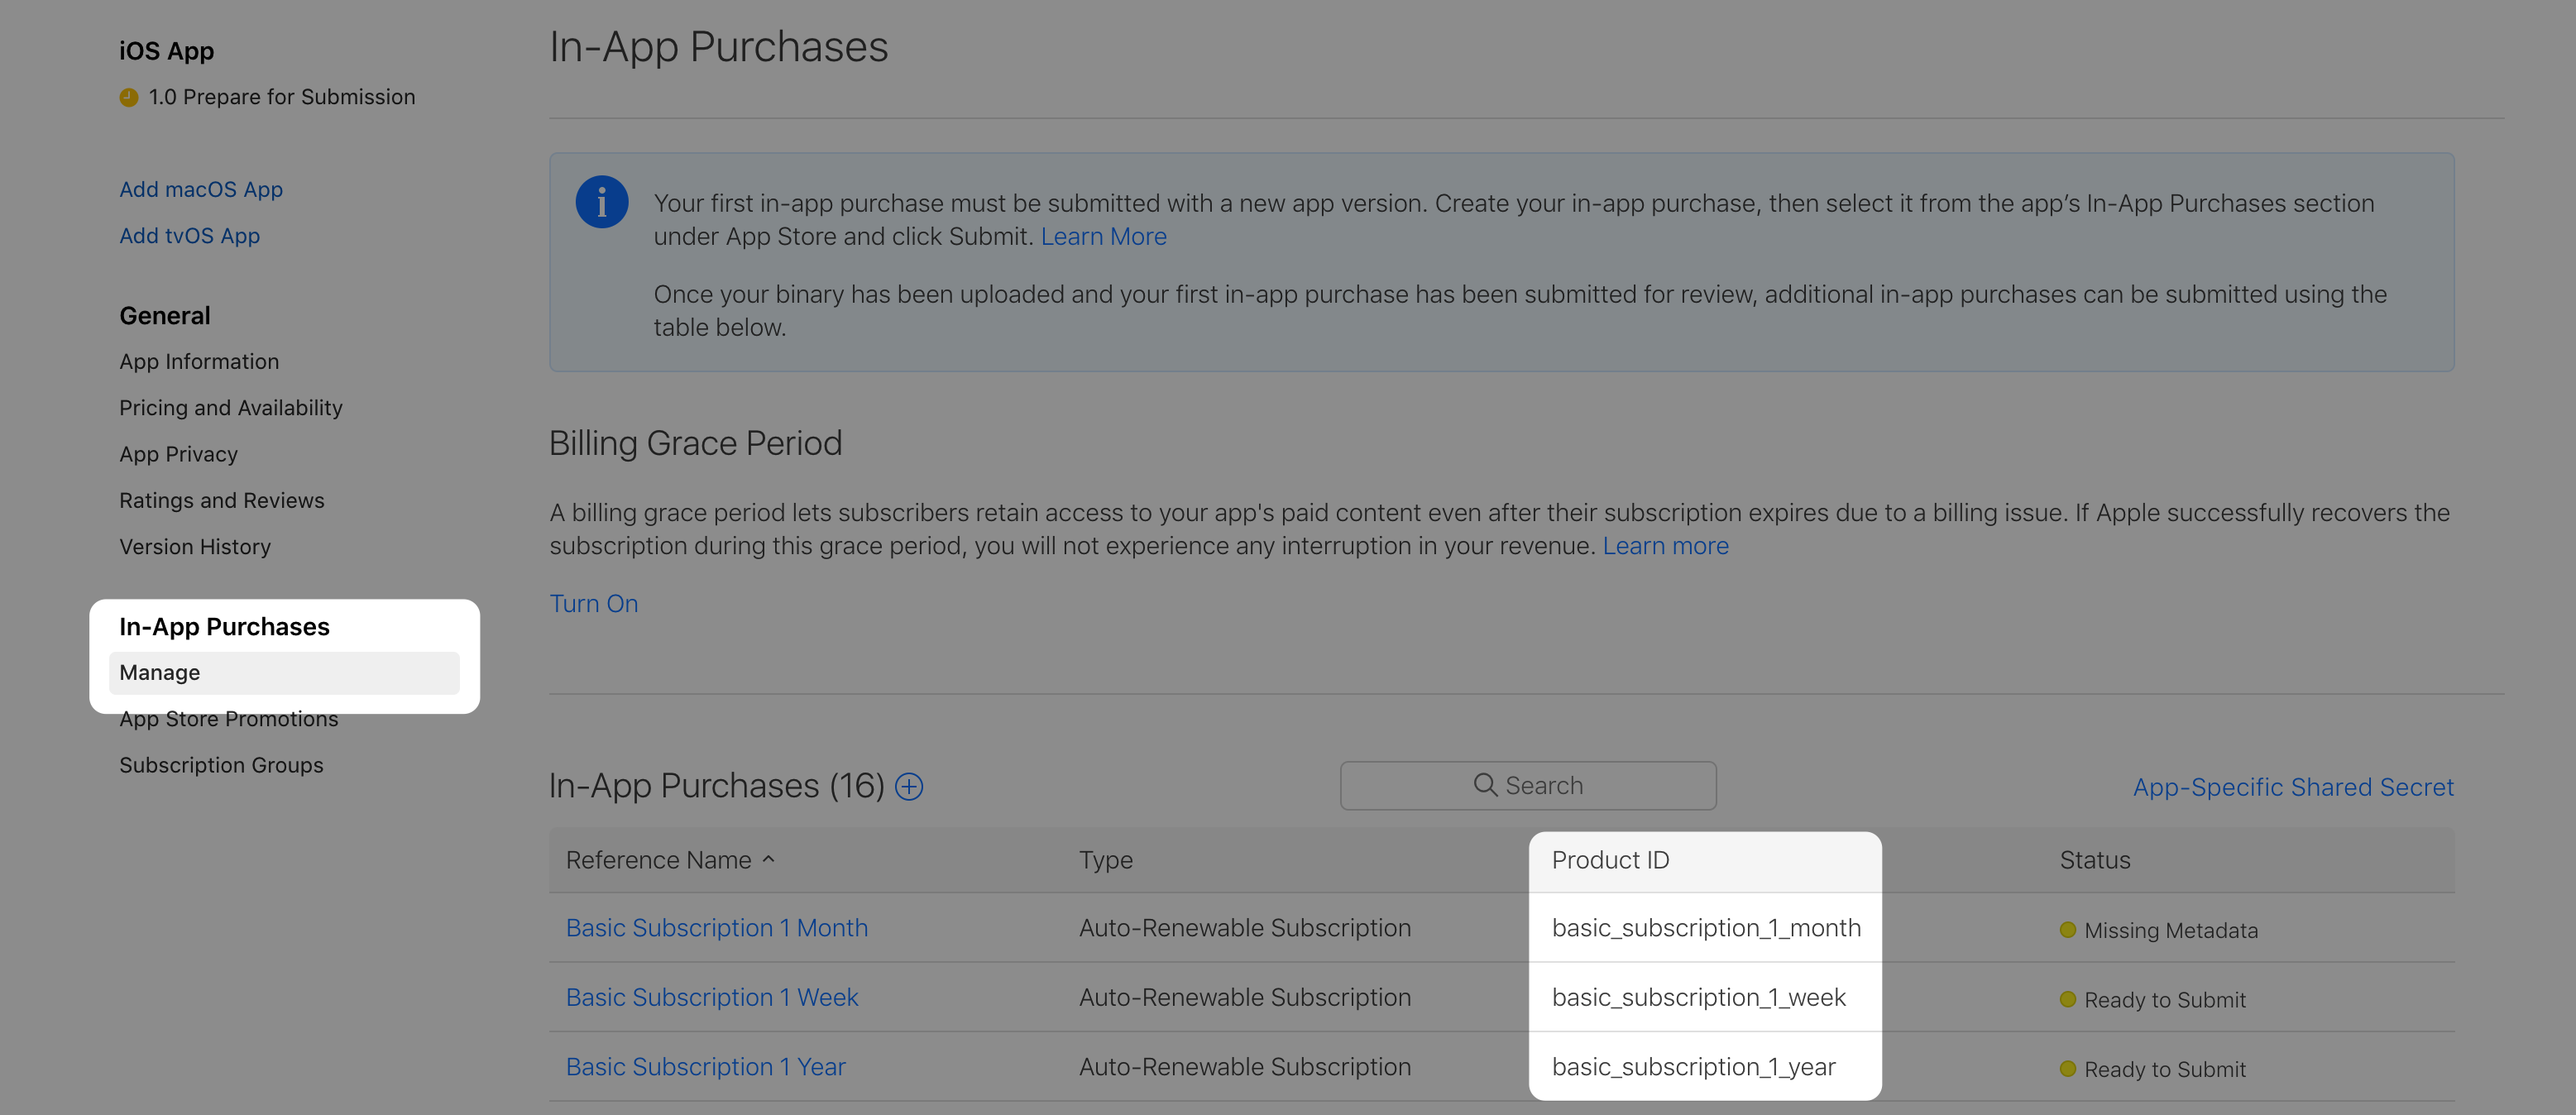 iOS App
1.0 Prepare for Submission
Add macOS App
Add tvOS App
General
App Information
Pricing and Availability
App Privacy
Ratings and Reviews
Version History
In-App Purchases
Manage
App Store Promotions
Subscription Groups
In-App Purchases
Your first in-app purchase must be submitted with a new app version. Create your in-app purchase, then select it from the app’s In-App Purchases section
under App Store and click Submit. Learn More
Once your binary has been uploaded and your first in-app purchase has been submitted for review, additional in-app purchases can be submitted using the
table below.
Billing Grace Period
A billing grace period lets subscribers retain access to your app's paid content even after their subscription expires due to a billing issue. If Apple successfully recovers the
subscription during this grace period, you will not experience any interruption in your revenue. Learn more
Turn On
In-App Purchases (16)
Search
App-Specific Shared Secret
Reference Name Type Product ID Status
Basic Subscription 1 Month Auto-Renewable Subscription basic_subscription_1_month Missing Metadata
Basic Subscription 1 Week Auto-Renewable Subscription basic_subscription_1_week Ready to Submit
Basic Subscription 1 Year Auto-Renewable Subscription basic_subscription_1_year Ready to Submit